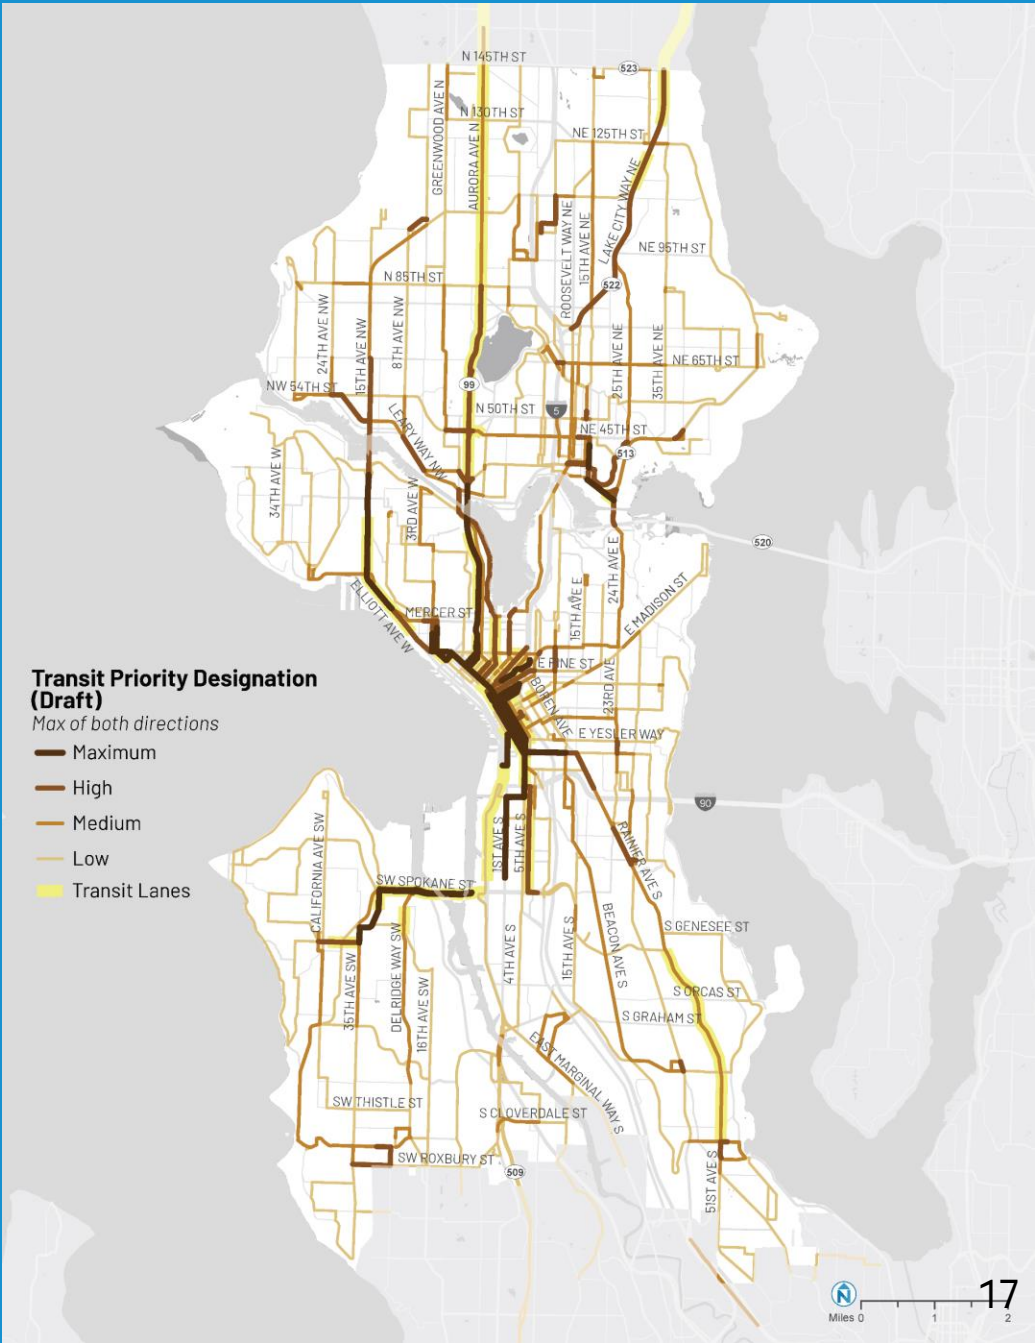 N 145TH ST
523
GREENWOOD AVE N
AURORA AVE N
N 130TH ST
NE 125TH ST
LAKE CITY WAY NE
ROOSEVELT WAY NE
15TH AVE NE
NE 95TH ST
N 85TH ST
522
24TH AVE NW
15TH AVE NW
8TH AVE NW
25TH AVE NE
35TH AVE NE
NE 65TH ST
NW 54TH ST
99
N 50TH ST
5
NE 45TH ST
LEARY WAY NW
513
34TH AVE W
3RD AVE W
520
24TH AVE E
15TH AVE E
ELLIOTT AVE W
MERCER ST
E MADISON ST
E PINE ST
23RD AVE
BOREN AVE
E YESLER WAY
Transit Priority Designation
(Draft)
Max of both directions
Maximum
High
Medium
Low
Transit Lanes
90
1ST AVE S
5TH AVE S
RAINIER AVE S
CALIFORNIA AVE SW
SW SPOKANE ST
BEACON AVE S
S GENESEE ST
35TH AVE SW
DELRIDGE WAY SW
16TH AVE SW
4TH AVE S
15TH AVE S
S ORCAS ST
S GRAHAM ST
EAST MARGINAL WAY S
SW THISTLE ST
S CLOVERDALE ST
SW ROXBURY ST
509
51ST AVE S
N
17
Miles 0
1
2